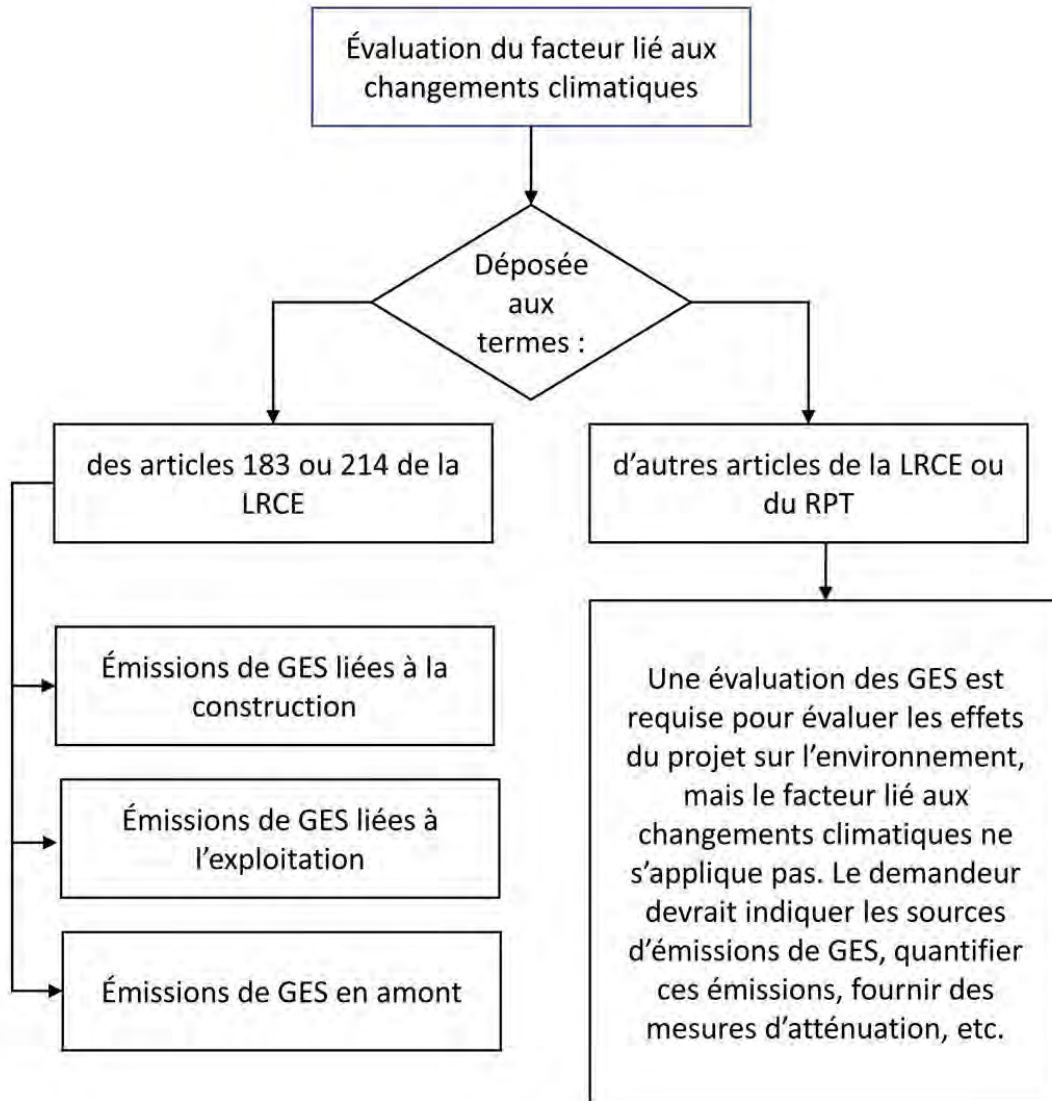 Évaluation du facteur lié aux
changements climatiques
Déposée
aux
termes :
des articles 183 ou 214 de la
LRCE
d’autres articles de la LRCE ou
du RPT
Émissions de GES liées à la
construction
Émissions de GES liées à
l’exploitation
Émissions de GES en amont
Une évaluation des GES est
requise pour évaluer les effets
du projet sur l’environnement,
mais le facteur lié aux
changements climatiques ne
s’applique pas. Le demandeur
devrait indiquer les sources
d’émissions de GES, quantifier
ces émissions, fournir des
mesures d’atténuation, etc.